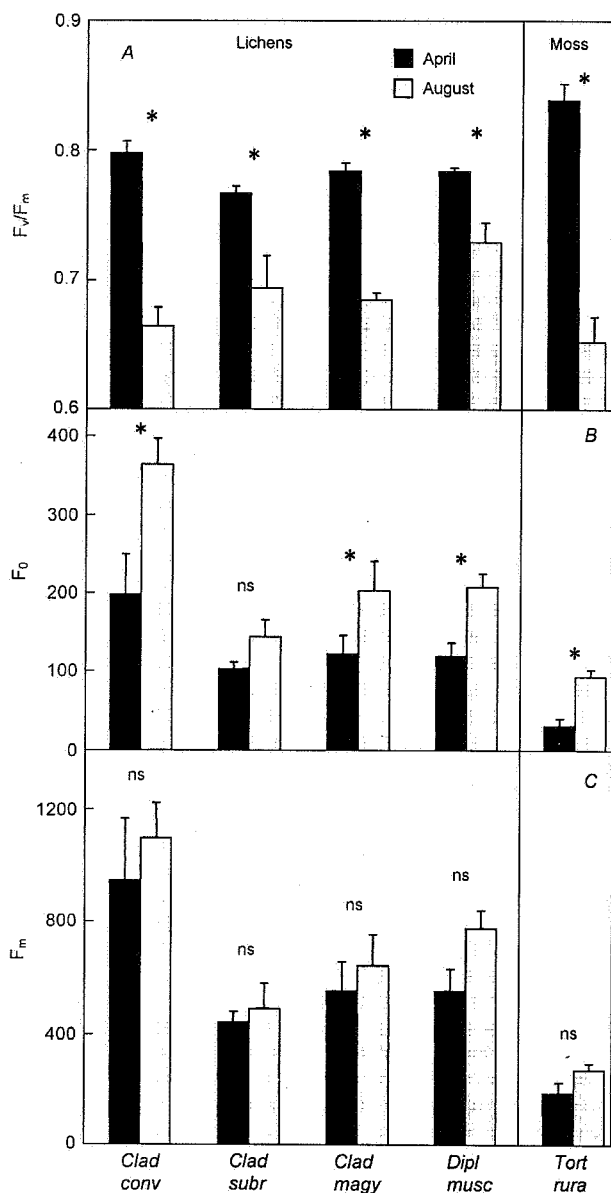 0.9
A
Lichens
Moss
April
August
*
*
*
*
*
0.8
Fv/Fm
0.7
0.6
400
*
B
300
F0
ns
*
*
200
*
100
0
C
1200
ns
ns
ns
ns
800
Fm
ns
400
0
Clad conv
Clad subr
Clad magy
Dipl musc
Tort rura